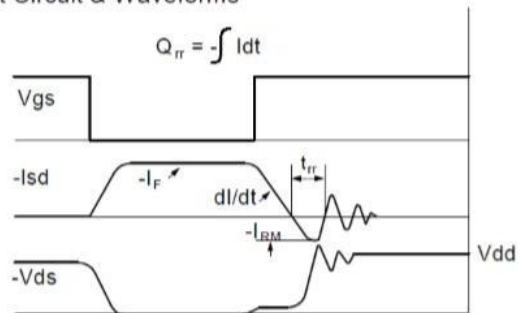 t Circuit & Waveforms
Qrr = -∫ Idt
Vgs
trr
-Isd
-IF
dI/dt
-IRM
Vdd
-Vds